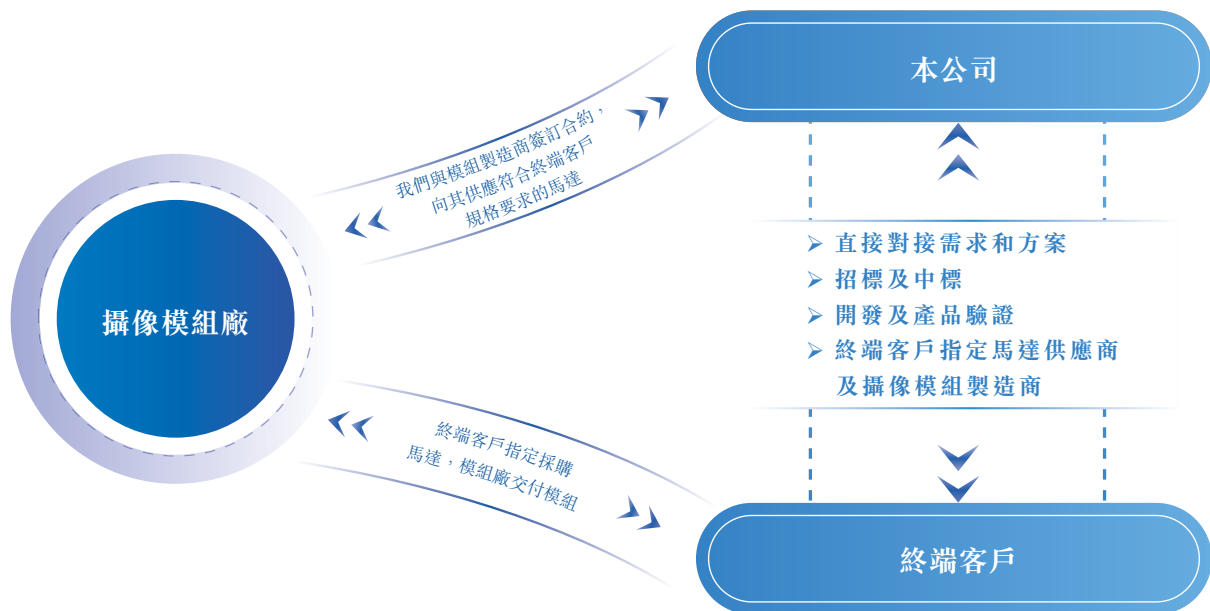 本公司
我們與模組製造商簽訂合約，
向其供應符合終端客戶
規格要求的馬達
➢ 直接對接需求和方案
➢ 招標及中標
➢ 開發及產品驗證
➢ 終端客戶指定馬達供應商
及攝像模組製造商
攝像模組廠
終端客戶指定採購
馬達，模組廠交付模組
終端客戶